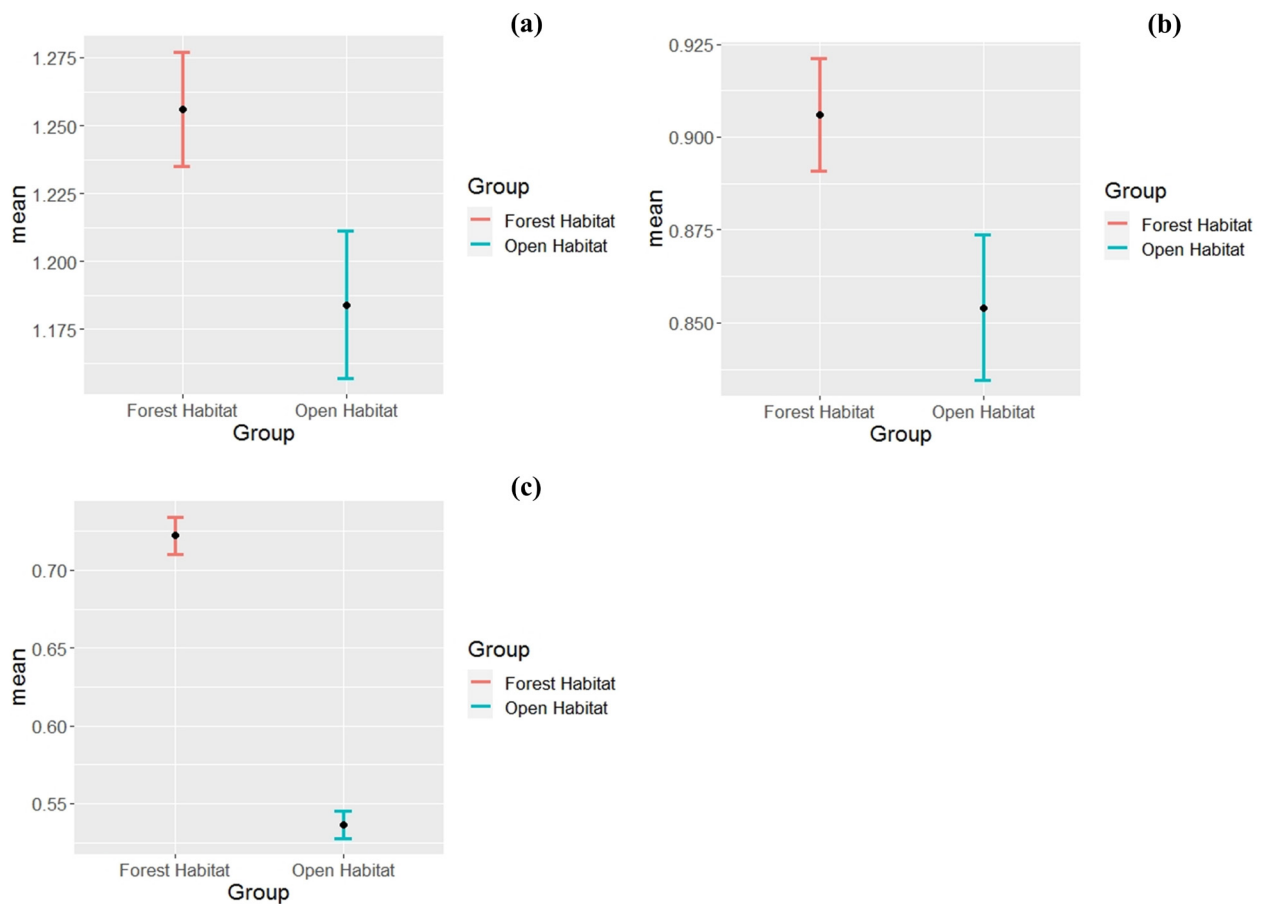 (a)
1.275
1.250
1.225
1.200
1.175
mean
Forest Habitat
Open Habitat
Group
Group
Forest Habitat
Open Habitat
(b)
0.925
0.900
0.875
0.850
mean
Forest Habitat
Open Habitat
Group
Group
Forest Habitat
Open Habitat
(c)
0.70
0.65
0.60
0.55
mean
Forest Habitat
Open Habitat
Group
Group
Forest Habitat
Open Habitat